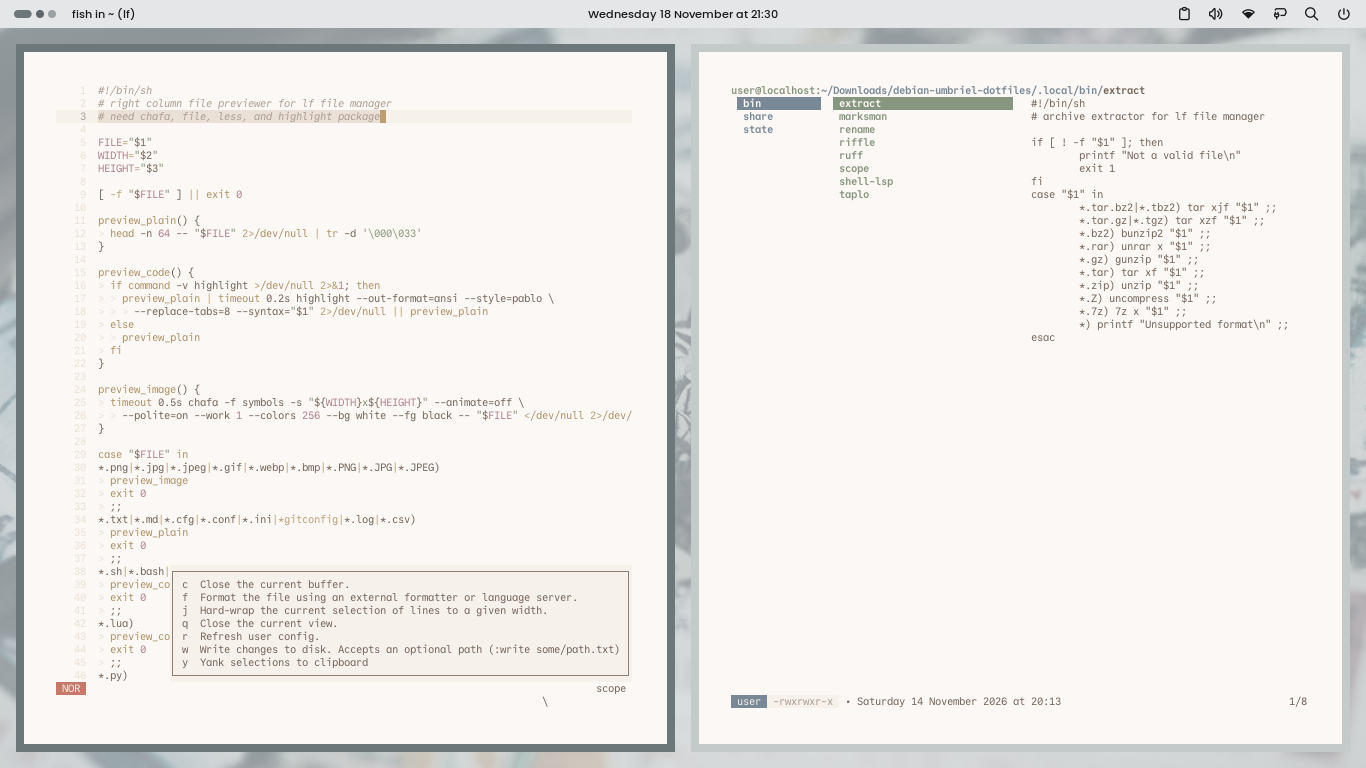 fish in ~ (lf)
Wednesday 18 November at 21:30
1 #!/bin/sh
2 # right column file previewer for lf file manager
3 # need chafa, file, less, and highlight package
4
5 FILE="$1"
6 WIDTH="$2"
7 HEIGHT="$3"
8
9 [ -f "$FILE" ] || exit 0
10
11 preview_plain() {
12 > head -n 64 -- "$FILE" 2>/dev/null | tr -d '\000\033'
13 }
14
15 preview_code() {
16 > if command -v highlight >/dev/null 2>&1; then
17 > > preview_plain | timeout 0.2s highlight --out-format=ansi --style=pablo \
18 > > > --replace-tabs=8 --syntax="$1" 2>/dev/null || preview_plain
19 > else
20 > > preview_plain
21 > fi
22 }
23
24 preview_image() {
25 > timeout 0.5s chafa -f symbols -s "${WIDTH}x${HEIGHT}" --animate=off \
26 > > --polite=on --work 1 --colors 256 --bg white --fg black -- "$FILE" </dev/null 2>/dev/
27 }
28
29 case "$FILE" in
30 *.png|*.jpg|*.jpeg|*.gif|*.webp|*.bmp|*.PNG|*.JPG|*.JPEG)
31 > preview_image
32 > exit 0
33 > ;;
34 *.txt|*.md|*.cfg|*.conf|*.ini|*gitconfig|*.log|*.csv)
35 > preview_plain
36 > exit 0
37 > ;;
38 *.sh|*.bash|
39 > preview_co
40 > exit 0
41 > ;;
42 *.lua)
43 > preview_co
44 > exit 0
45 > ;;
46 *.py)
c Close the current buffer.
f Format the file using an external formatter or language server.
j Hard-wrap the current selection of lines to a given width.
q Close the current view.
r Refresh user config.
w Write changes to disk. Accepts an optional path (:write some/path.txt)
y Yank selections to clipboard
NOR scope
\
user@localhost:~/Downloads/debian-umbriel-dotfiles/.local/bin/extract
bin
share
state
extract
marksman
rename
riffle
ruff
scope
shell-lsp
taplo
#!/bin/sh
# archive extractor for lf file manager
if [ ! -f "$1" ]; then
printf "Not a valid file\n"
exit 1
fi
case "$1" in
*.tar.bz2|*.tbz2) tar xjf "$1" ;;
*.tar.gz|*.tgz) tar xzf "$1" ;;
*.bz2) bunzip2 "$1" ;;
*.rar) unrar x "$1" ;;
*.gz) gunzip "$1" ;;
*.tar) tar xf "$1" ;;
*.zip) unzip "$1" ;;
*.Z) uncompress "$1" ;;
*.7z) 7z x "$1" ;;
*) printf "Unsupported format\n" ;;
esac
user -rwxrwxr-x • Saturday 14 November 2026 at 20:13 1/8